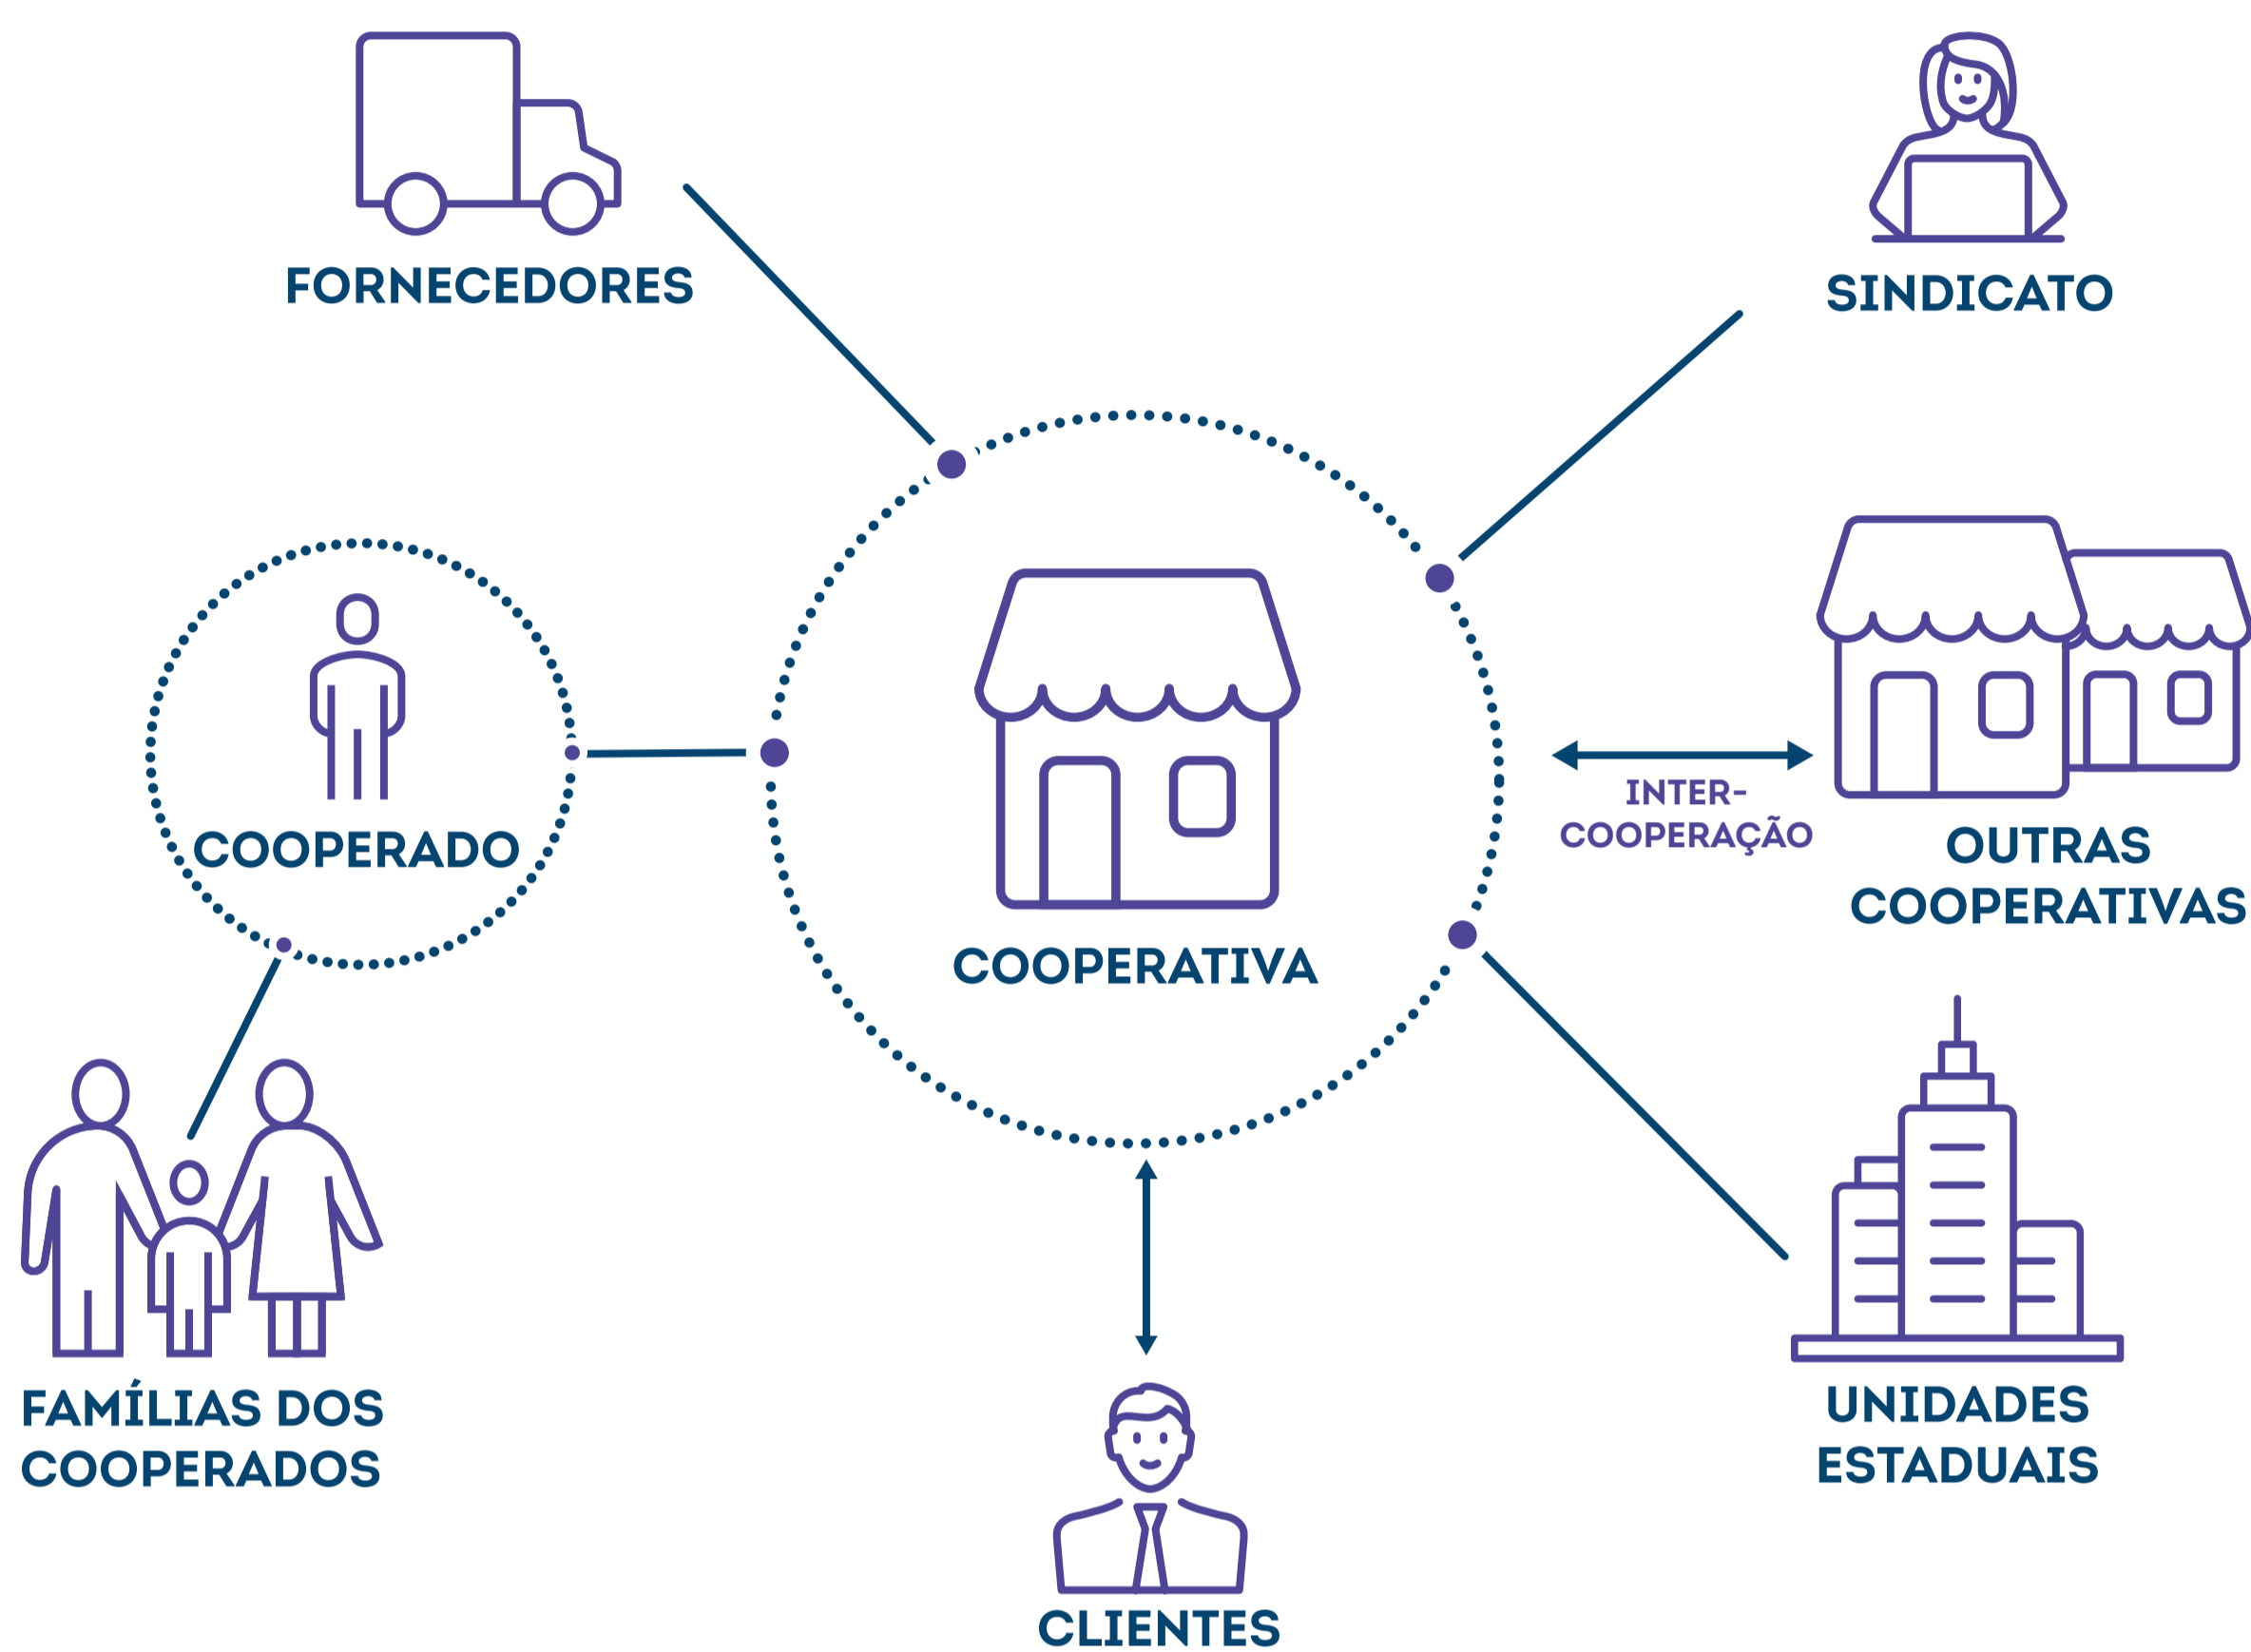 FORNECEDORES
SINDICATO
COOPERADO
COOPERATIVA
INTER-
COOPERAÇÃO
OUTRAS
COOPERATIVAS
FAMÍLIAS DOS
COOPERADOS
UNIDADES
ESTADUAIS
CLIENTES